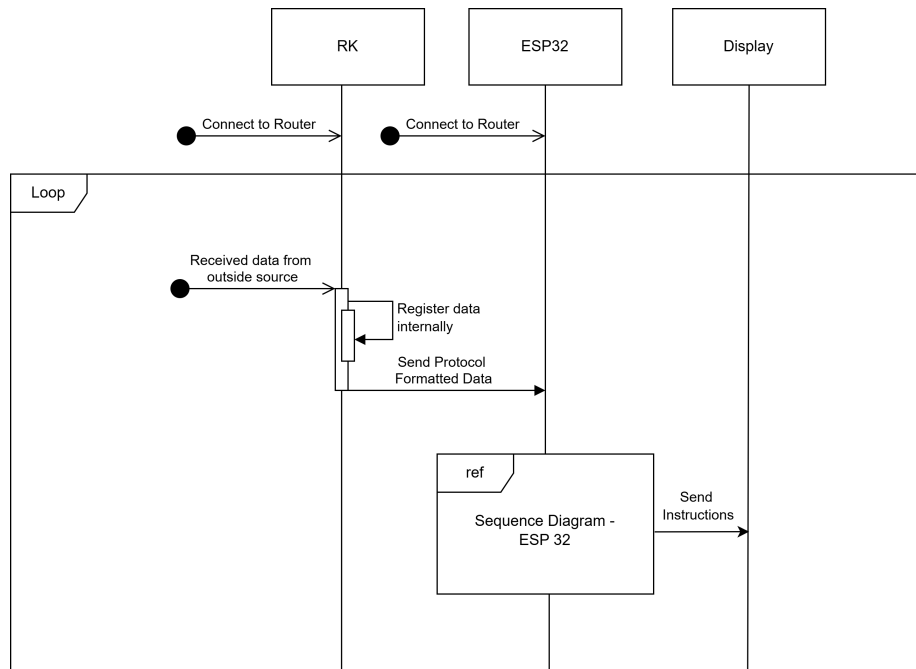 RK
ESP32
Display
Connect to Router
Connect to Router
Loop
Received data from
outside source
Register data
internally
Send Protocol
Formatted Data
ref
Sequence Diagram -
ESP 32
Send
Instructions